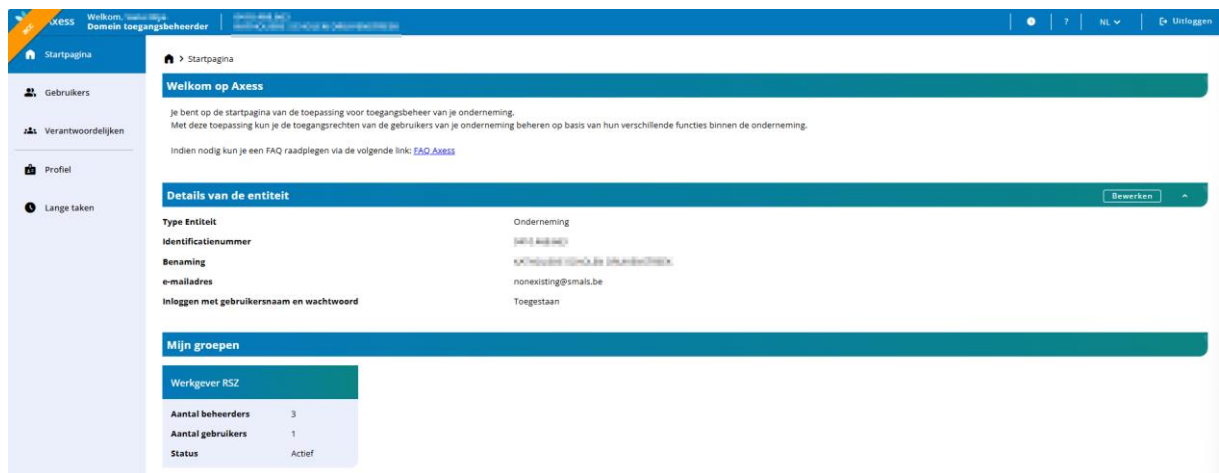 acc
Axess
Welkom,
Domein toegangsbeheerder
?
NL
Uitloggen
Startpagina
Gebruikers
Verantwoordelijken
Profiel
Lange taken
> Startpagina
Welkom op Axess
Je bent op de startpagina van de toepassing voor toegangsbeheer van je onderneming.
Met deze toepassing kun je de toegangsrechten van de gebruikers van je onderneming beheren op basis van hun verschillende functies binnen de onderneming.
Indien nodig kun je een FAQ raadplegen via de volgende link: FAQ Axess
Details van de entiteit
Bewerken
Type Entiteit Onderneming
Identificatienummer
Benaming
e-mailadres nonexisting@smals.be
Inloggen met gebruikersnaam en wachtwoord Toegestaan
Mijn groepen
Werkgever RSZ
Aantal beheerders 3
Aantal gebruikers 1
Status Actief